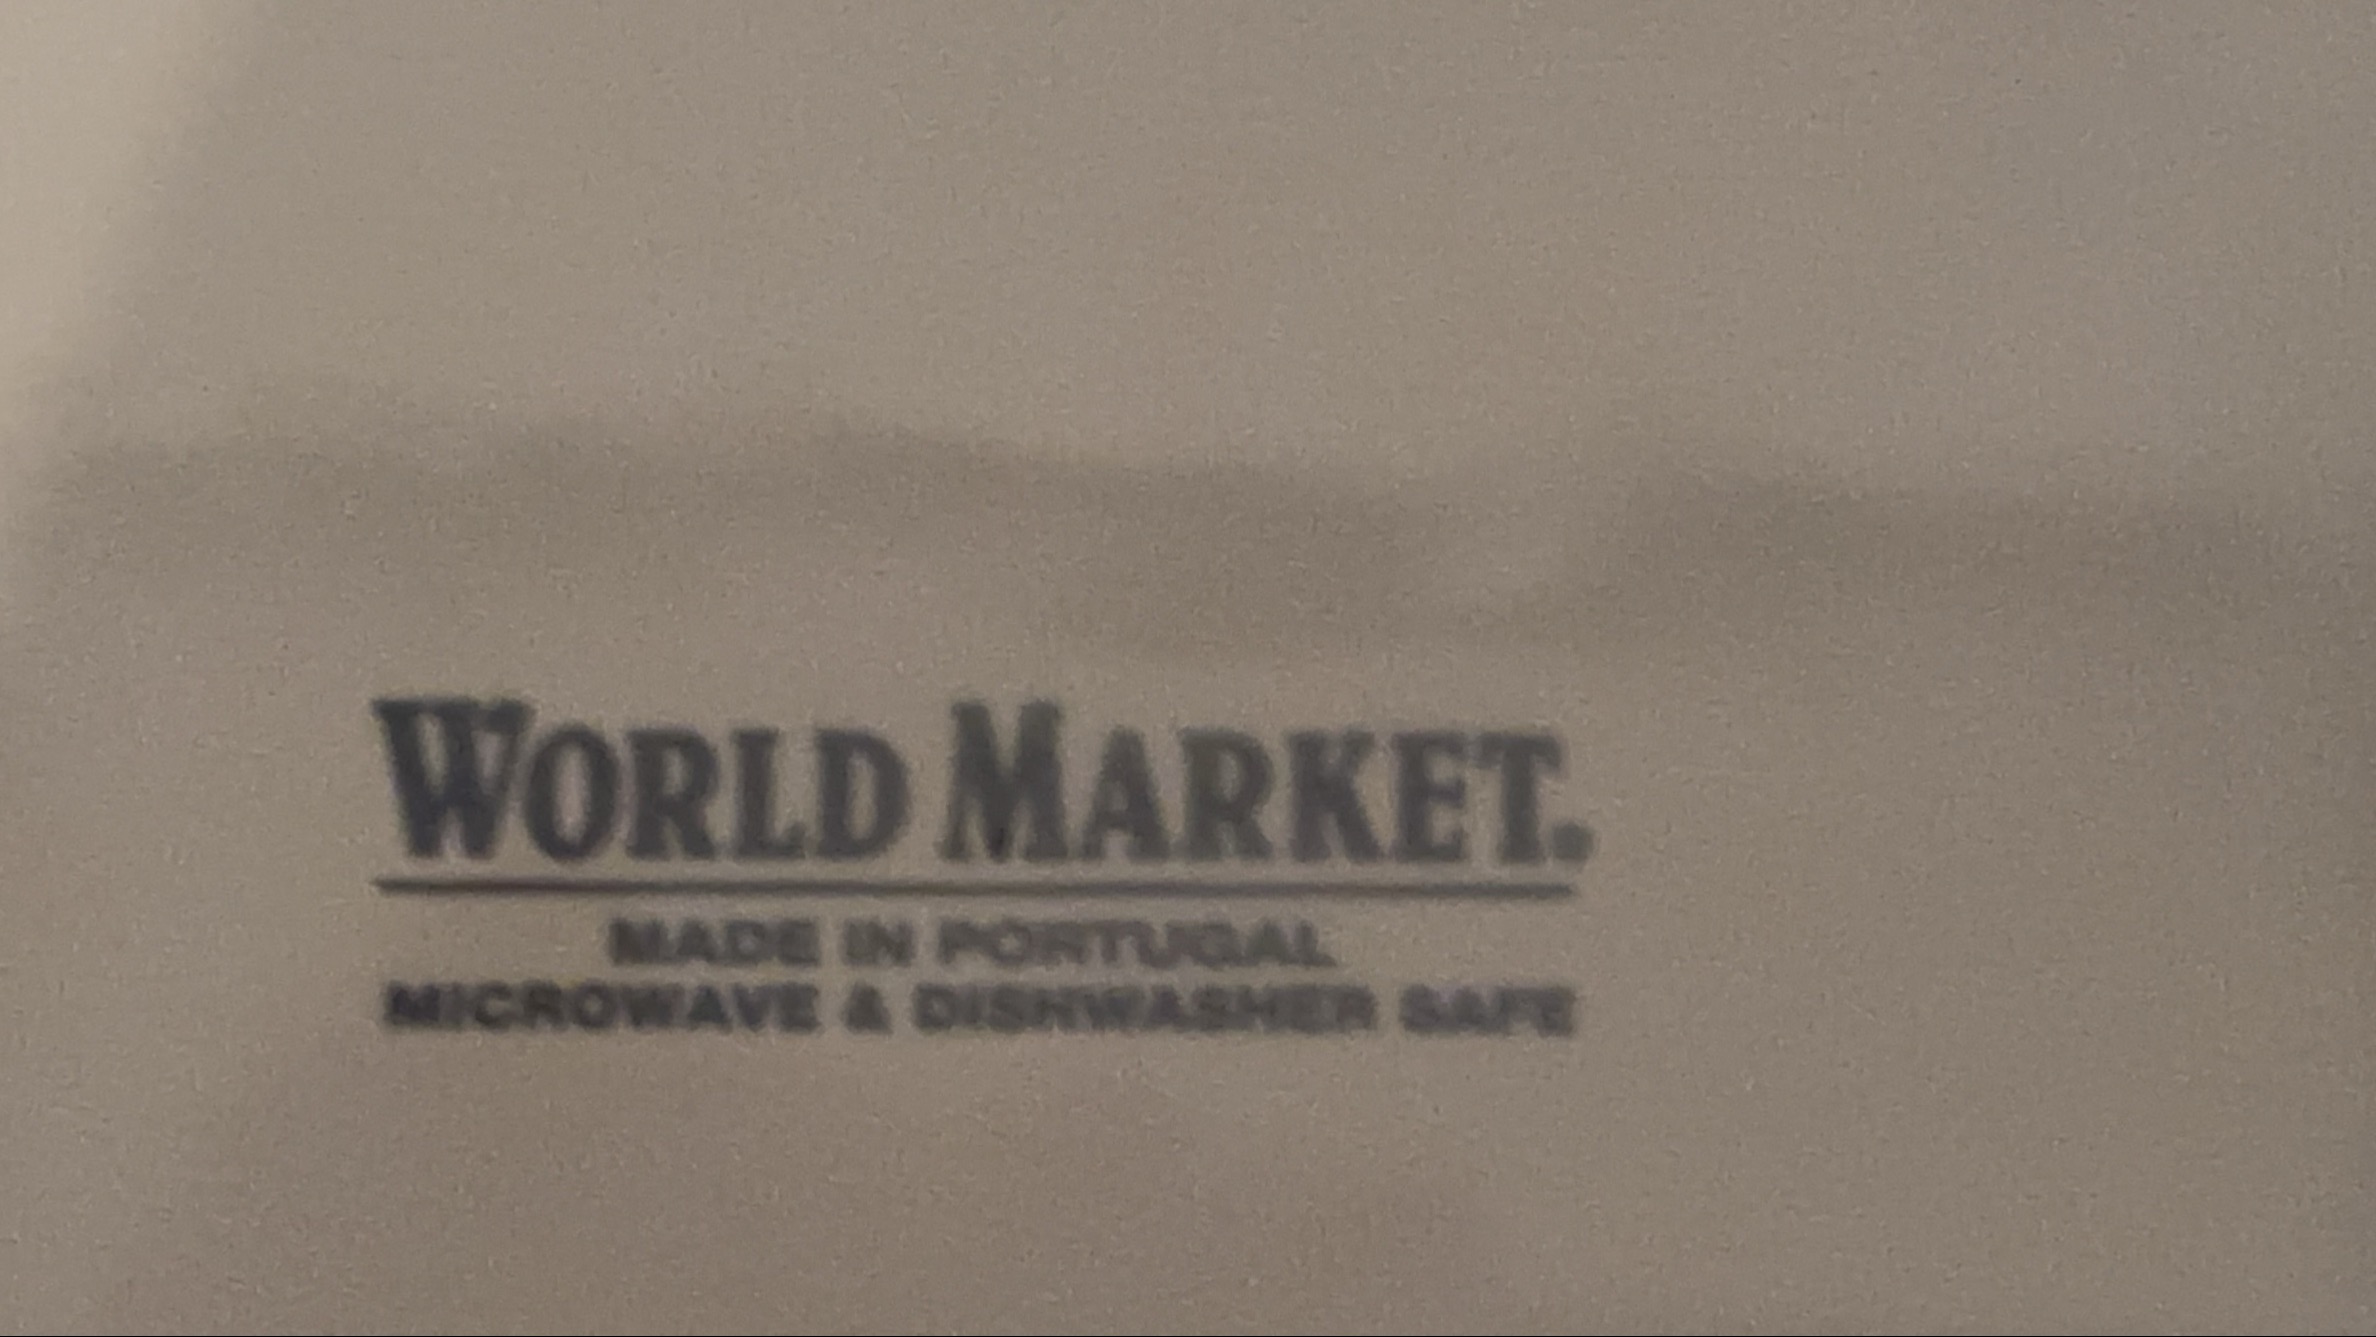 WORLD MARKET.
MADE IN PORTUGAL
MICROWAVE & DISHWASHER SAFE